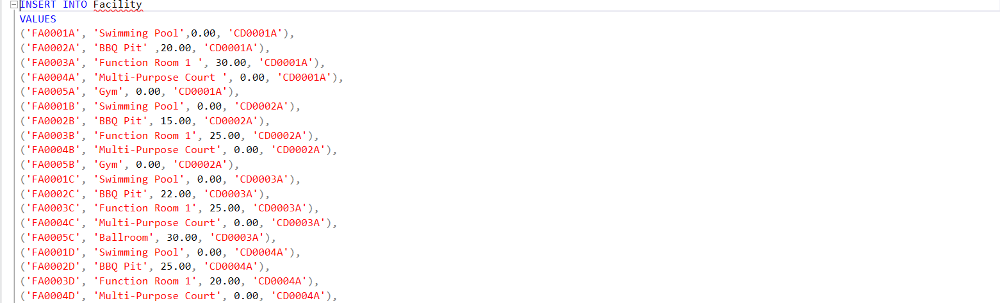 INSERT INTO Facility
VALUES
('FA0001A', 'Swimming Pool',0.00, 'CD0001A'),
('FA0002A', 'BBQ Pit' ,20.00, 'CD0001A'),
('FA0003A', 'Function Room 1 ', 30.00, 'CD0001A'),
('FA0004A', 'Multi-Purpose Court ', 0.00, 'CD0001A'),
('FA0005A', 'Gym', 0.00, 'CD0001A'),
('FA0001B', 'Swimming Pool', 0.00, 'CD0002A'),
('FA0002B', 'BBQ Pit', 15.00, 'CD0002A'),
('FA0003B', 'Function Room 1', 25.00, 'CD0002A'),
('FA0004B', 'Multi-Purpose Court', 0.00, 'CD0002A'),
('FA0005B', 'Gym', 0.00, 'CD0002A'),
('FA0001C', 'Swimming Pool', 0.00, 'CD0003A'),
('FA0002C', 'BBQ Pit', 22.00, 'CD0003A'),
('FA0003C', 'Function Room 1', 25.00, 'CD0003A'),
('FA0004C', 'Multi-Purpose Court', 0.00, 'CD0003A'),
('FA0005C', 'Ballroom', 30.00, 'CD0003A'),
('FA0001D', 'Swimming Pool', 0.00, 'CD0004A'),
('FA0002D', 'BBQ Pit', 25.00, 'CD0004A'),
('FA0003D', 'Function Room 1', 20.00, 'CD0004A'),
('FA0004D', 'Multi-Purpose Court', 0.00, 'CD0004A'),